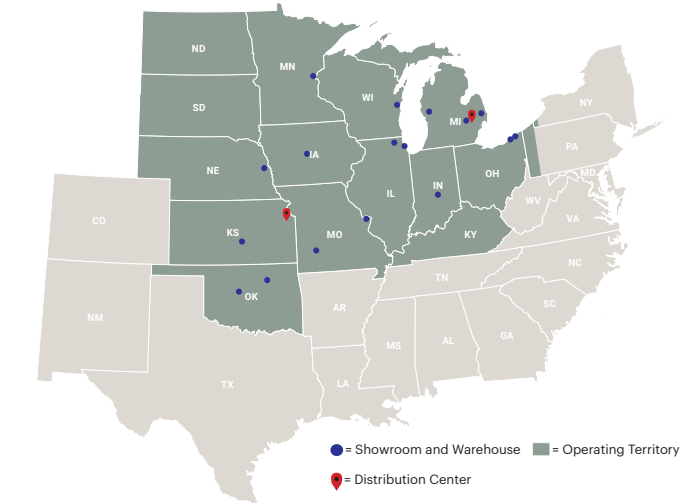 ND
MN
SD
WI
NY
MI
PA
IA
NE
OH
MD
IL
IN
WV
CO
VA
KS
MO
KY
NC
TN
OK
SC
AR
NM
GA
AL
MS
TX
LA
= Showroom and Warehouse
= Operating Territory
= Distribution Center